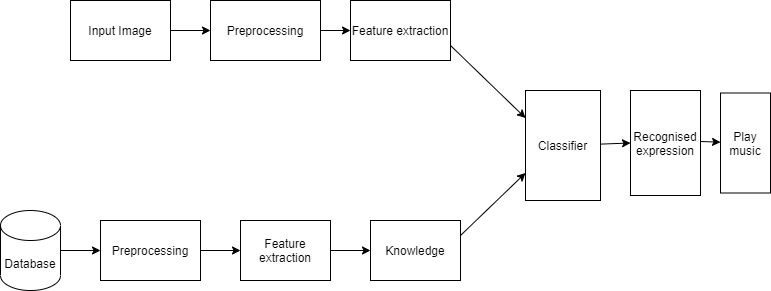 Input Image
Preprocessing
Feature extraction
Classifier
Recognised
expression
Play
music
Database
Preprocessing
Feature
extraction
Knowledge